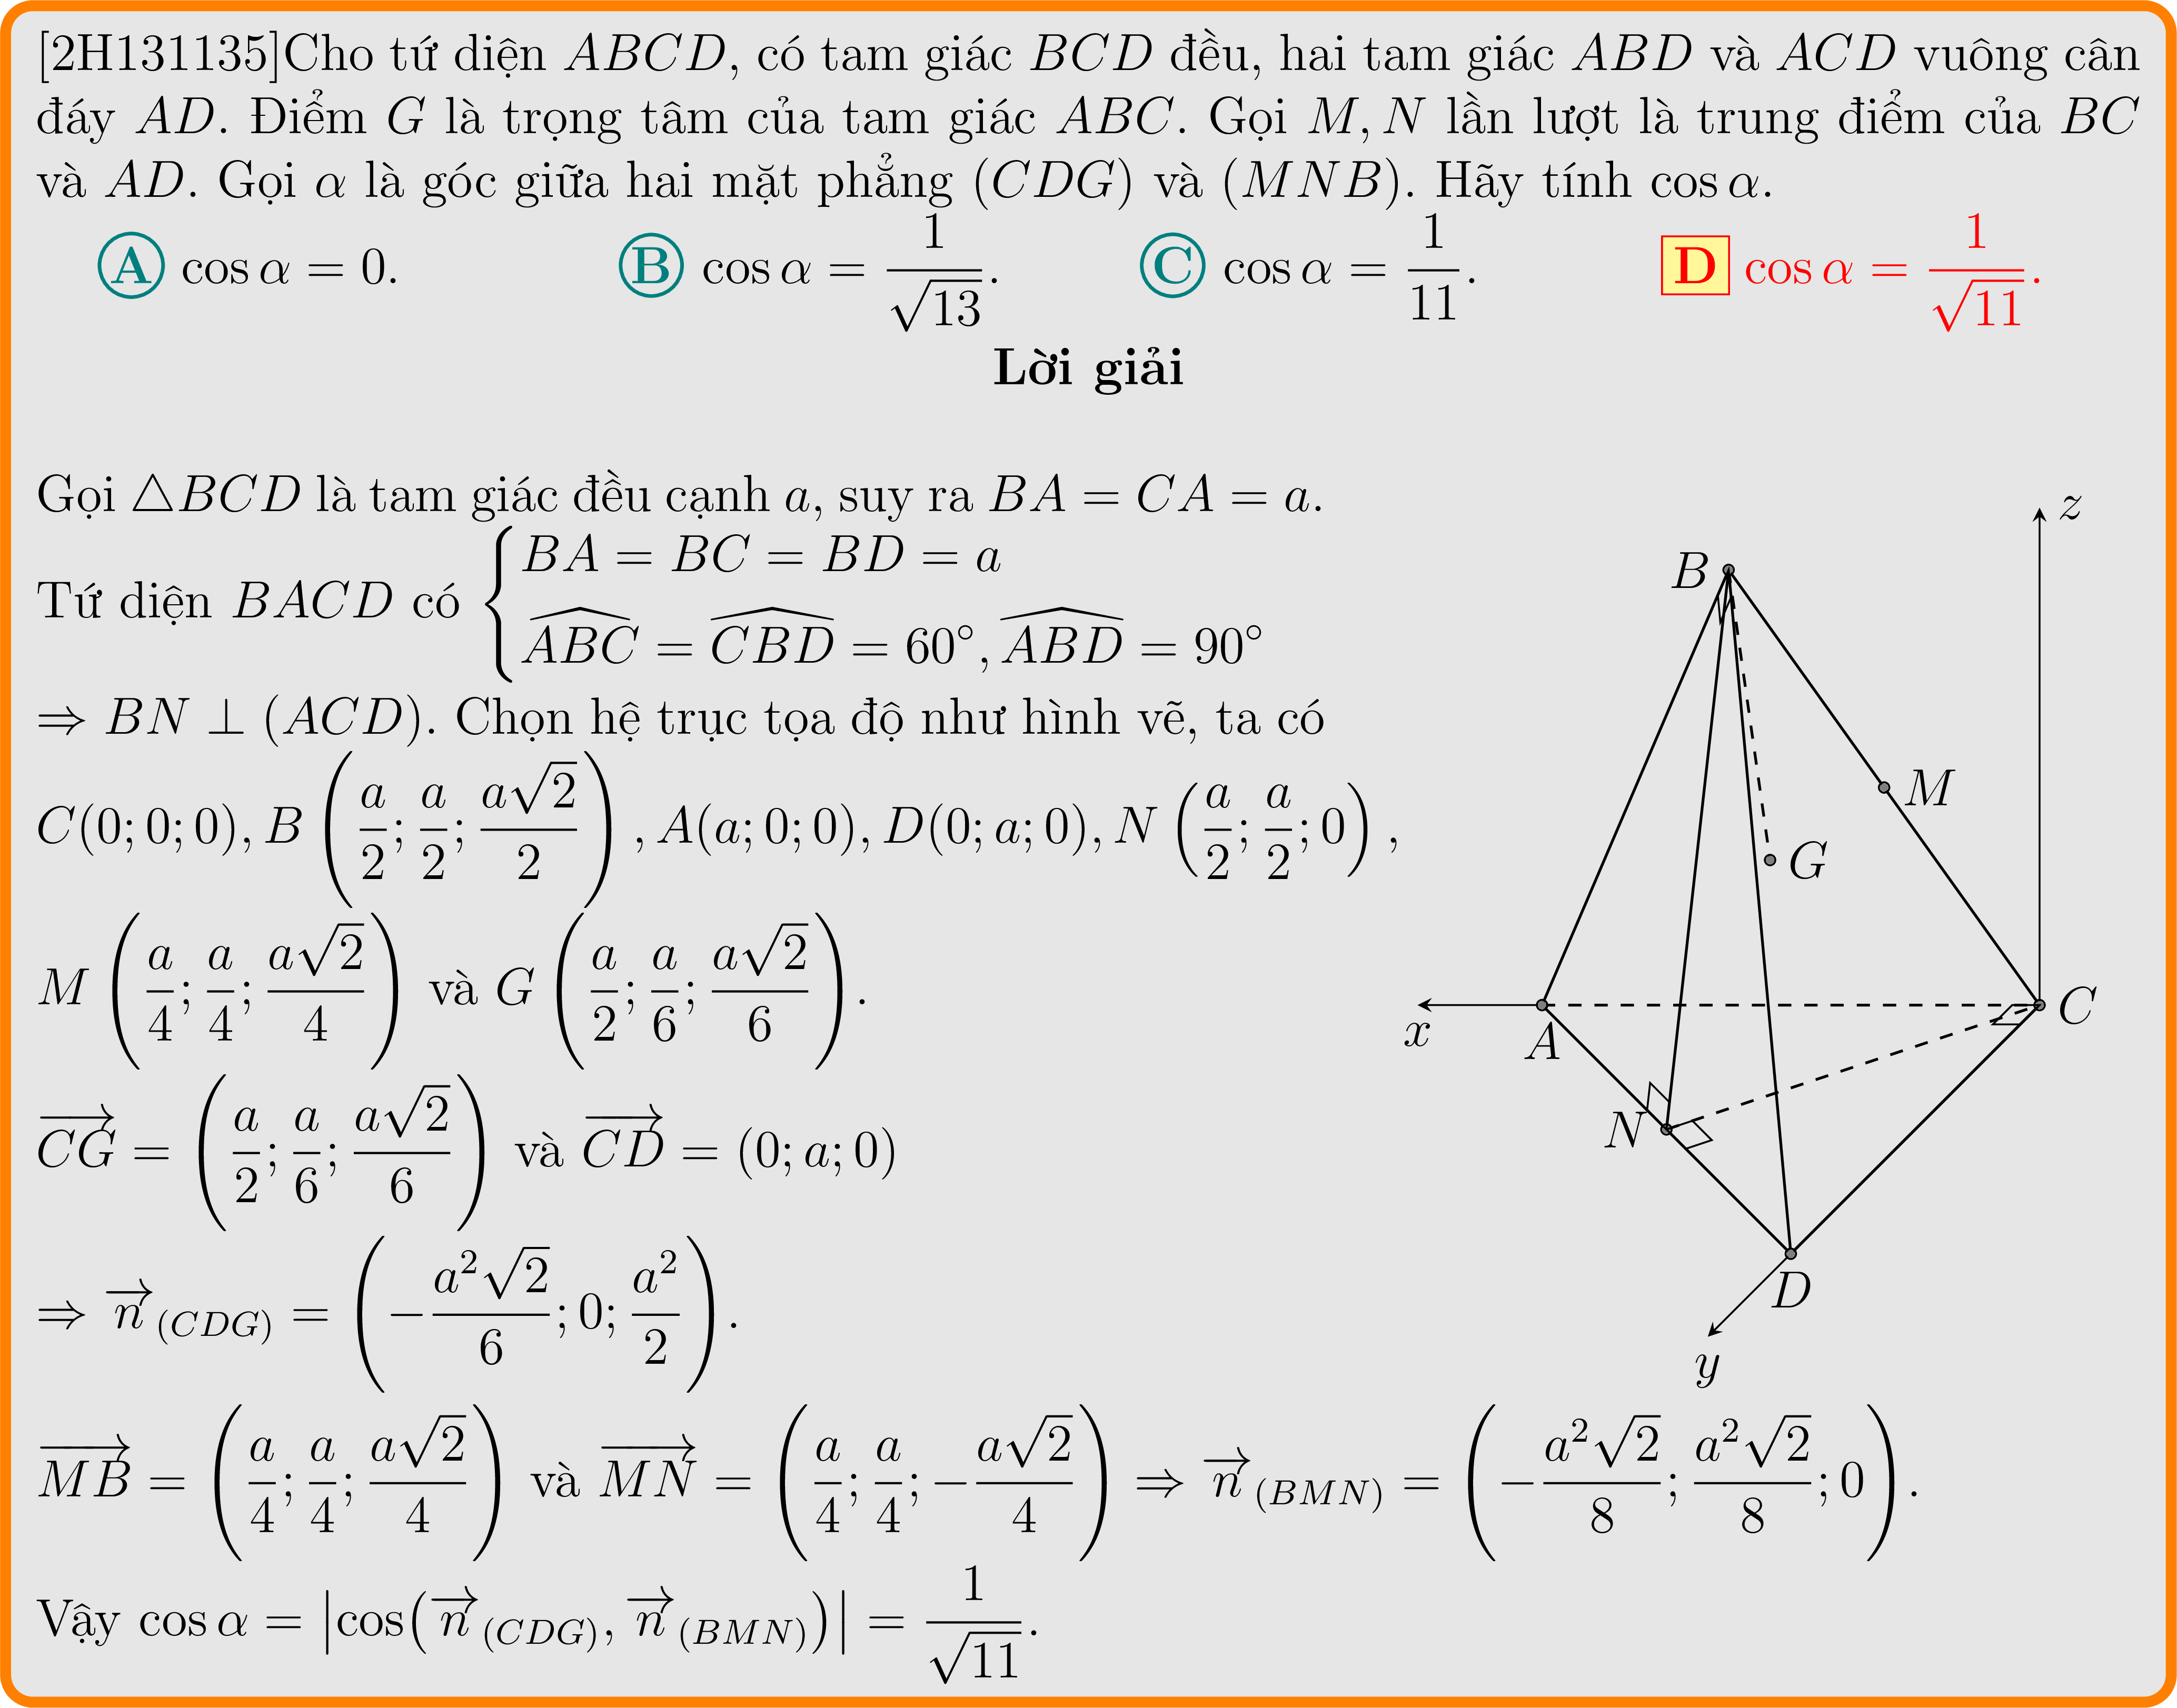 [2H131135]Cho tứ diện ABCD, có tam giác BCD đều, hai tam giác ABD và ACD vuông cân
đáy AD. Điểm G là trọng tâm của tam giác ABC. Gọi M, N lần lượt là trung điểm của BC
và AD. Gọi α là góc giữa hai mặt phẳng (CDG) và (MNB). Hãy tính cos α.
A cos α = 0. B cos α = \frac{1}{\sqrt{13}}. C cos α = \frac{1}{11}. D cos α = \frac{1}{\sqrt{11}}.
Lời giải
Gọi △BCD là tam giác đều cạnh a, suy ra BA = CA = a.
Tứ diện BACD có \begin{cases} BA = BC = BD = a \\ \widehat{ABC} = \widehat{CBD} = 60^\circ, \widehat{ABD} = 90^\circ \end{cases}
⇒ BN ⊥ (ACD). Chọn hệ trục tọa độ như hình vẽ, ta có
C(0; 0; 0), B\left(\frac{a}{2}; \frac{a}{2}; \frac{a\sqrt{2}}{2}\right), A(a; 0; 0), D(0; a; 0), N\left(\frac{a}{2}; \frac{a}{2}; 0\right),
M\left(\frac{a}{4}; \frac{a}{4}; \frac{a\sqrt{2}}{4}\right) và G\left(\frac{a}{2}; \frac{a}{6}; \frac{a\sqrt{2}}{6}\right).
\overrightarrow{CG} = \left(\frac{a}{2}; \frac{a}{6}; \frac{a\sqrt{2}}{6}\right) và \overrightarrow{CD} = (0; a; 0)
⇒ \overrightarrow{n}_{(CDG)} = \left(-\frac{a^2\sqrt{2}}{6}; 0; \frac{a^2}{2}\right).
\overrightarrow{MB} = \left(\frac{a}{4}; \frac{a}{4}; \frac{a\sqrt{2}}{4}\right) và \overrightarrow{MN} = \left(\frac{a}{4}; \frac{a}{4}; -\frac{a\sqrt{2}}{4}\right) ⇒ \overrightarrow{n}_{(BMN)} = \left(-\frac{a^2\sqrt{2}}{8}; \frac{a^2\sqrt{2}}{8}; 0\right).
Vậy cos α = \left|\cos\left(\overrightarrow{n}_{(CDG)}, \overrightarrow{n}_{(BMN)}\right)\right| = \frac{1}{\sqrt{11}}.
z
B
M
G
x
A
C
N
D
y